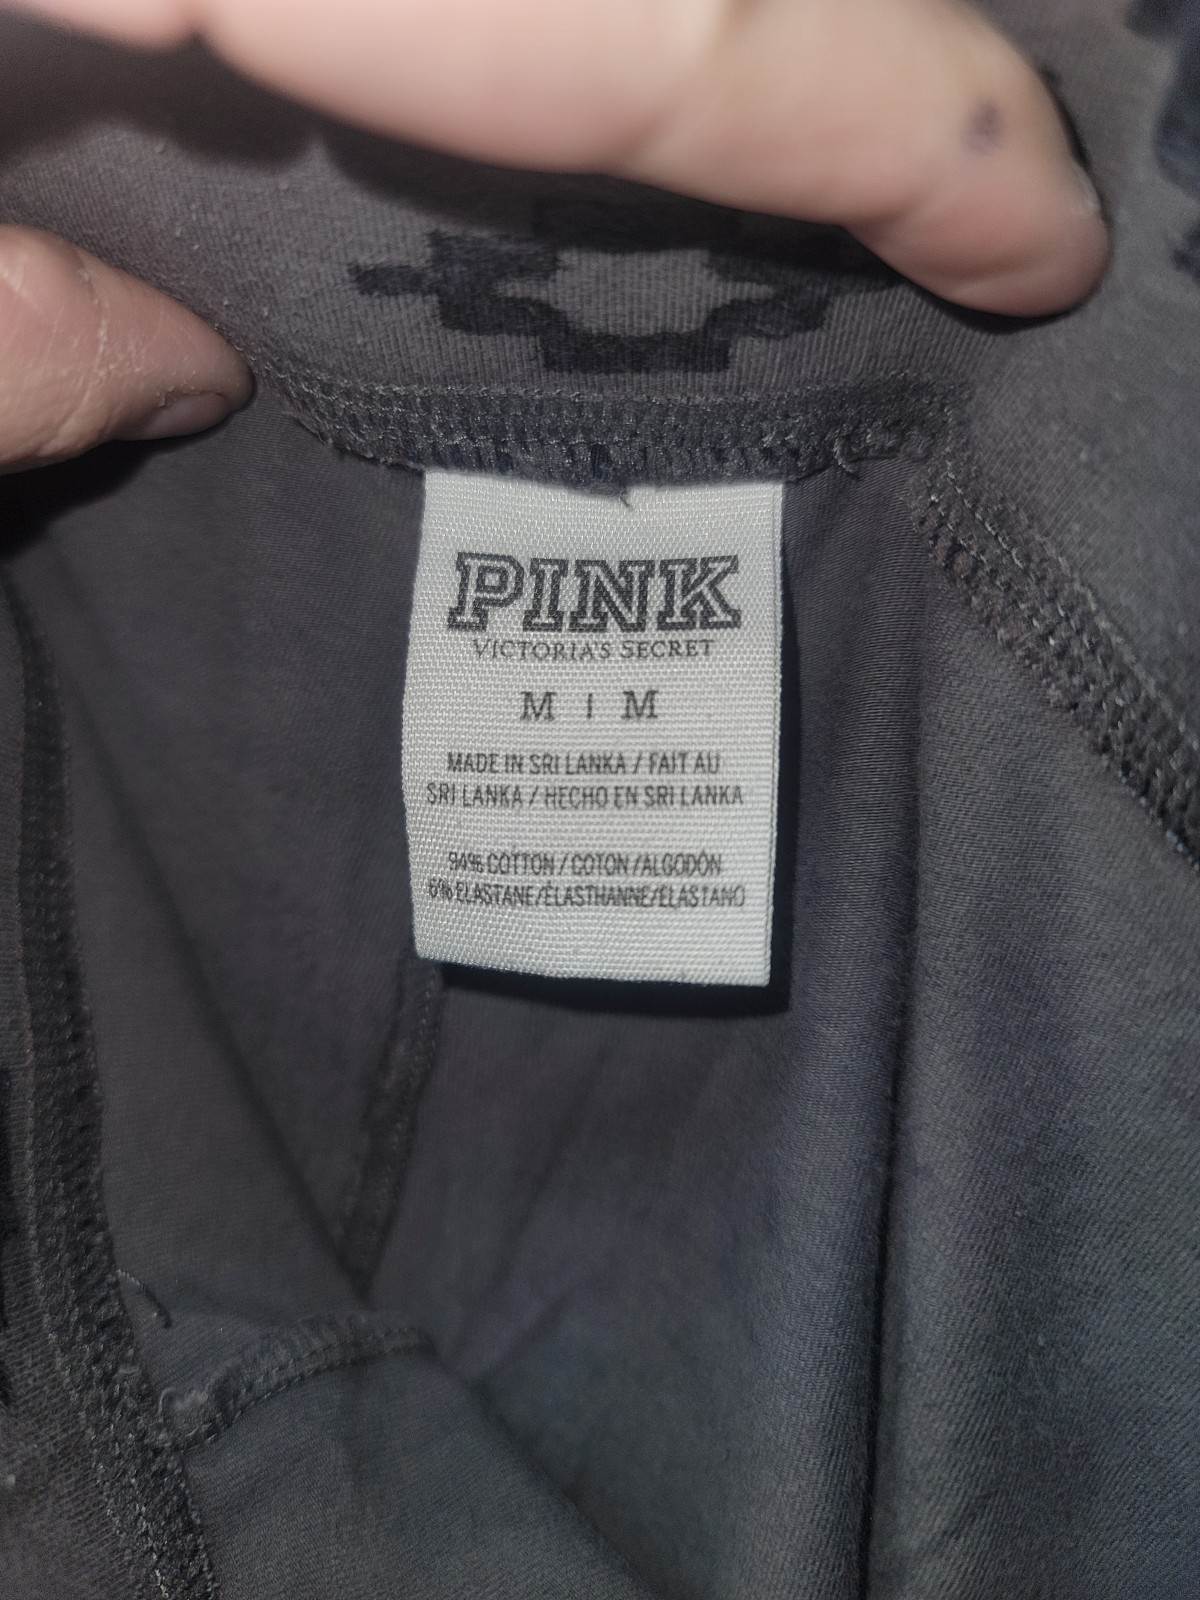 PINK
VICTORIA'S SECRET
M | M
MADE IN SRI LANKA / FAIT AU
SRI LANKA / HECHO EN SRI LANKA
94% COTTON / COTON / ALGODÓN
6% ELASTANE/ÉLASTHANNE/ELASTANO